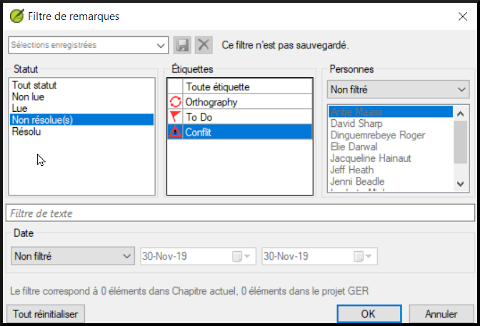 Filtre de remarques
Sélections enregistrées
Ce filtre n'est pas sauvegardé.
Statut
Tout statut
Non lue
Lue
Non résolue(s)
Résolu
Étiquettes
Toute étiquette
Orthography
To Do
Conflit
Personnes
Non filtré
David Sharp
Dinguemrebeye Roger
Elie Darwal
Jacqueline Hainaut
Jeff Heath
Jenni Beadle
Filtre de texte
Date
Non filtré
30-Nov-19
30-Nov-19
Le filtre correspond à 0 éléments dans Chapitre actuel, 0 éléments dans le projet GER
Tout réinitialiser
OK
Annuler